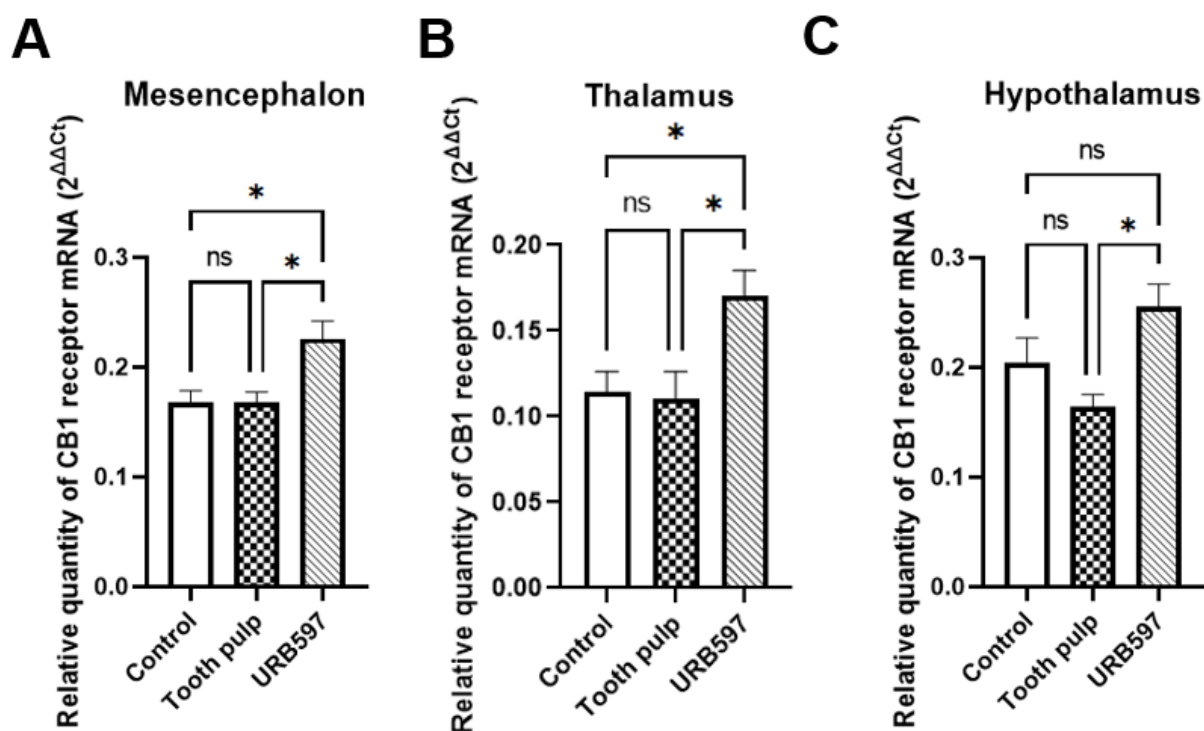 A
Mesencephalon
Relative quantity of CB1 receptor mRNA (2^ΔΔCt)
*
ns
*
0.3
0.2
0.1
0.0
Control
Tooth pulp
URB597
B
Thalamus
Relative quantity of CB1 receptor mRNA (2^ΔΔCt)
*
ns
*
0.20
0.15
0.10
0.05
0.00
Control
Tooth pulp
URB597
C
Hypothalamus
Relative quantity of CB1 receptor mRNA (2^ΔΔCt)
ns
ns
*
0.3
0.2
0.1
0.0
Control
Tooth pulp
URB597